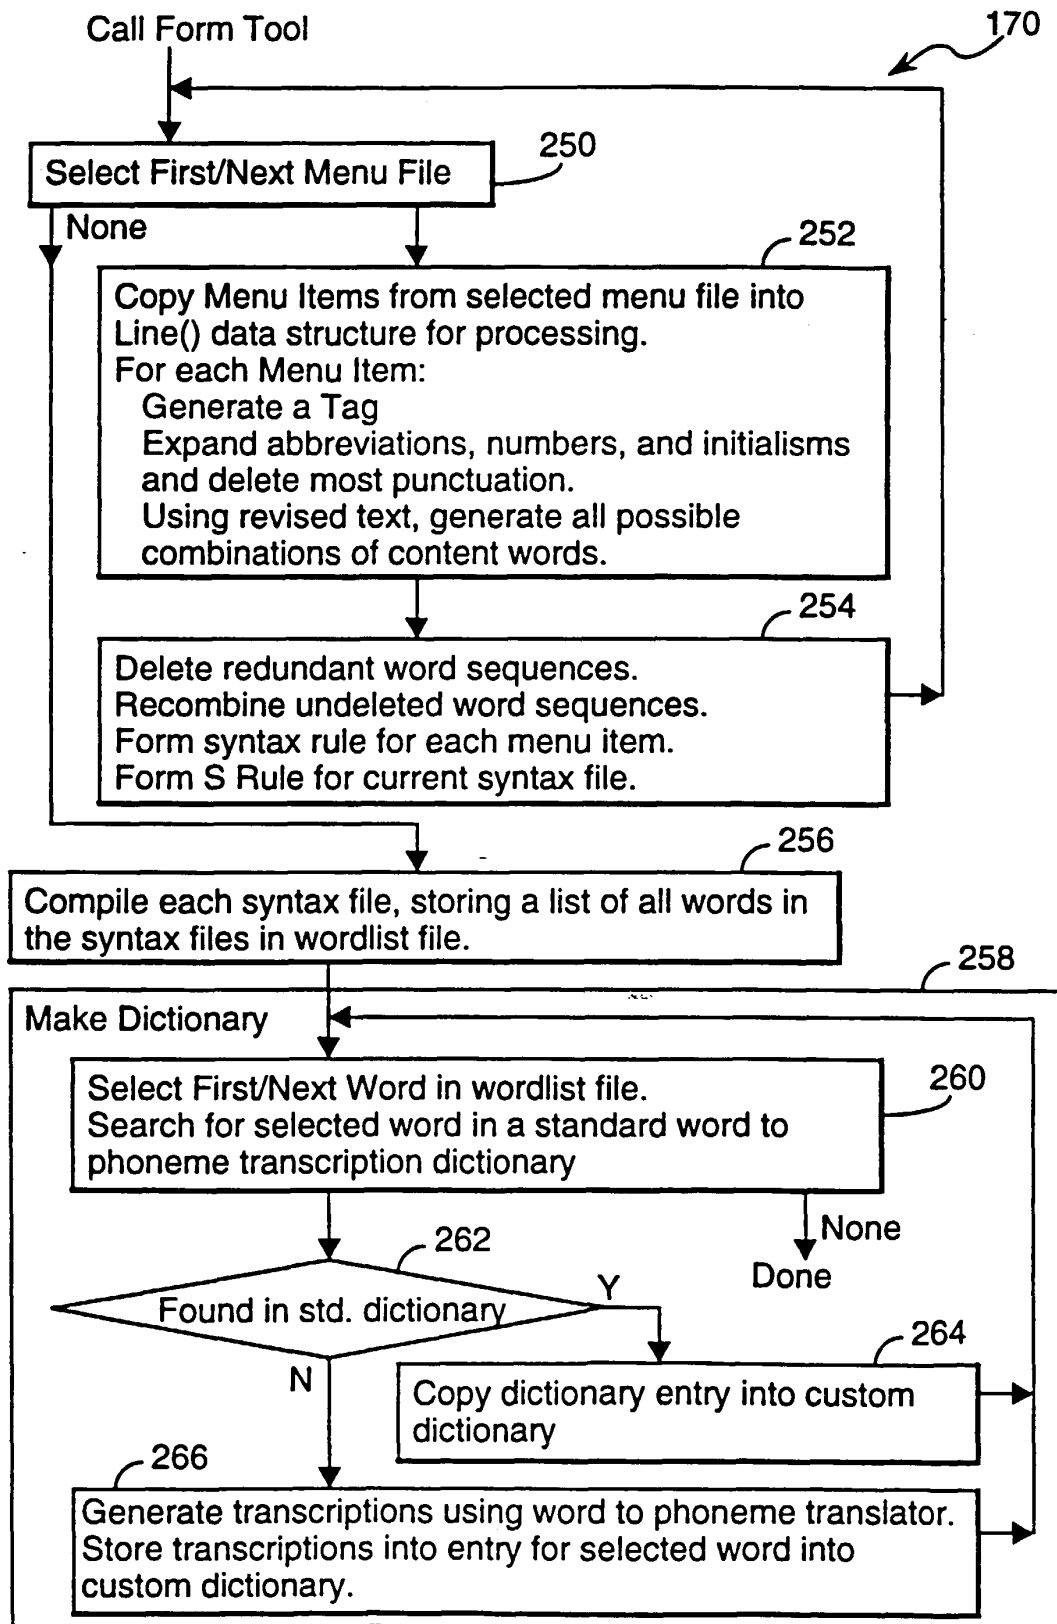 Call Form Tool
170
Select First/Next Menu File
250
None
252
Copy Menu Items from selected menu file into
Line() data structure for processing.
For each Menu Item:
Generate a Tag
Expand abbreviations, numbers, and initialisms
and delete most punctuation.
Using revised text, generate all possible
combinations of content words.
254
Delete redundant word sequences.
Recombine undeleted word sequences.
Form syntax rule for each menu item.
Form S Rule for current syntax file.
256
Compile each syntax file, storing a list of all words in
the syntax files in wordlist file.
258
Make Dictionary
Select First/Next Word in wordlist file.
Search for selected word in a standard word to
phoneme transcription dictionary
260
None
Done
262
Found in std. dictionary
Y
N
264
Copy dictionary entry into custom
dictionary
266
Generate transcriptions using word to phoneme translator.
Store transcriptions into entry for selected word into
custom dictionary.